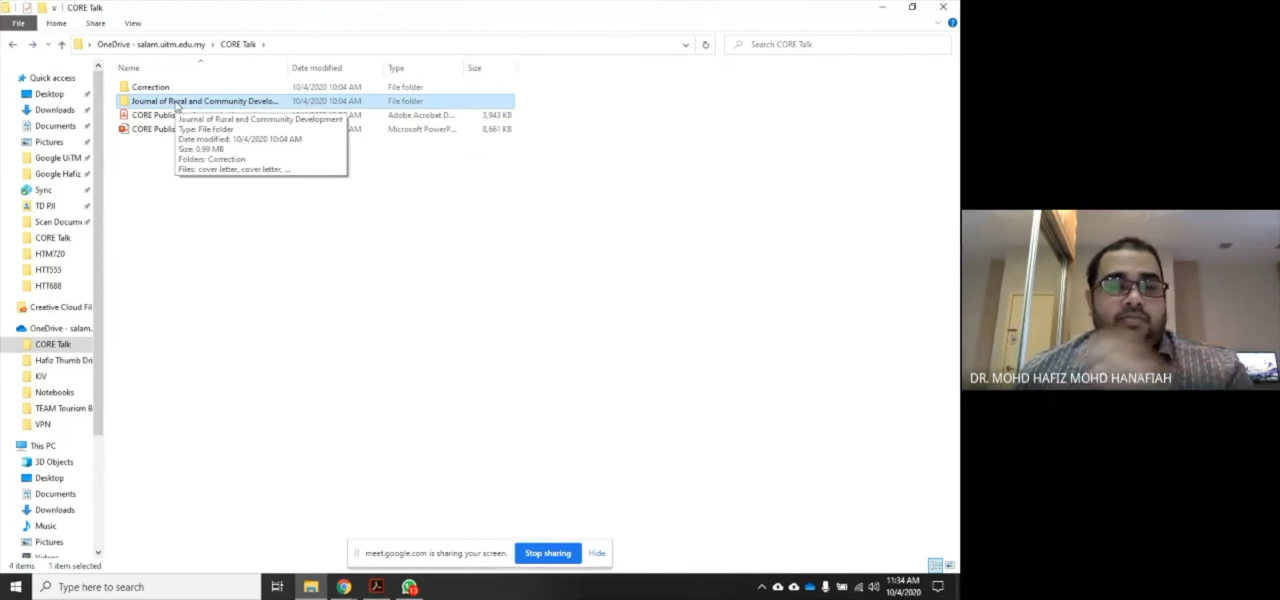 CORE Talk
File Home Share View
OneDrive - salam.uitm.edu.my > CORE Talk >
Search CORE Talk
Name Date modified Type Size
Correction 10/4/2020 10:04 AM File folder
Journal of Rural and Community Develo... 10/4/2020 10:04 AM File folder
CORE Publis AM Adobe Acrobat D... 3,943 KB
CORE Publis AM Microsoft PowerP... 8,661 KB
Journal of Rural and Community Development
Type: File folder
Date modified: 10/4/2020 10:04 AM
Size: 0.99 MB
Folders: Correction
Files: cover letter, cover letter, ...
Quick access
Desktop
Downloads
Documents
Pictures
Google UiTM
Google Hafiz
Sync
TD PJI
Scan Docume
CORE Talk
HTM720
HTT555
HTT688
Creative Cloud Fil
OneDrive - salam.
CORE Talk
Hafiz Thumb Dri
KIV
Notebooks
TEAM Tourism B
VPN
This PC
3D Objects
Desktop
Documents
Downloads
Music
Pictures
4 items 1 item selected
meet.google.com is sharing your screen. Stop sharing Hide
Type here to search
11:34 AM
10/4/2020
DR. MOHD HAFIZ MOHD HANAFIAH